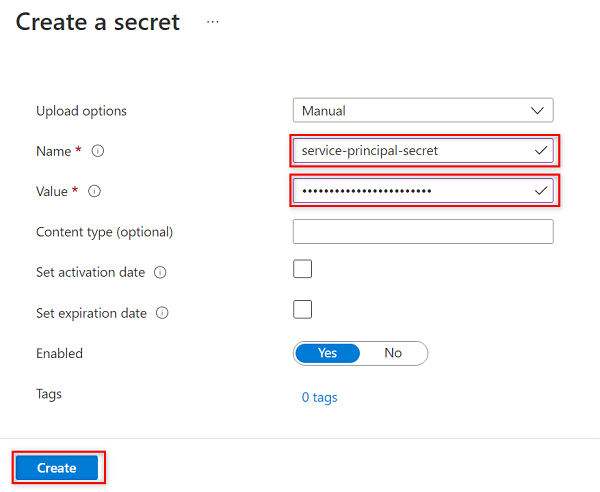 Create a secret ...
Upload options Manual
Name * service-principal-secret
Value * ••••••••••••••••••••••••
Content type (optional)
Set activation date
Set expiration date
Enabled Yes No
Tags 0 tags
Create